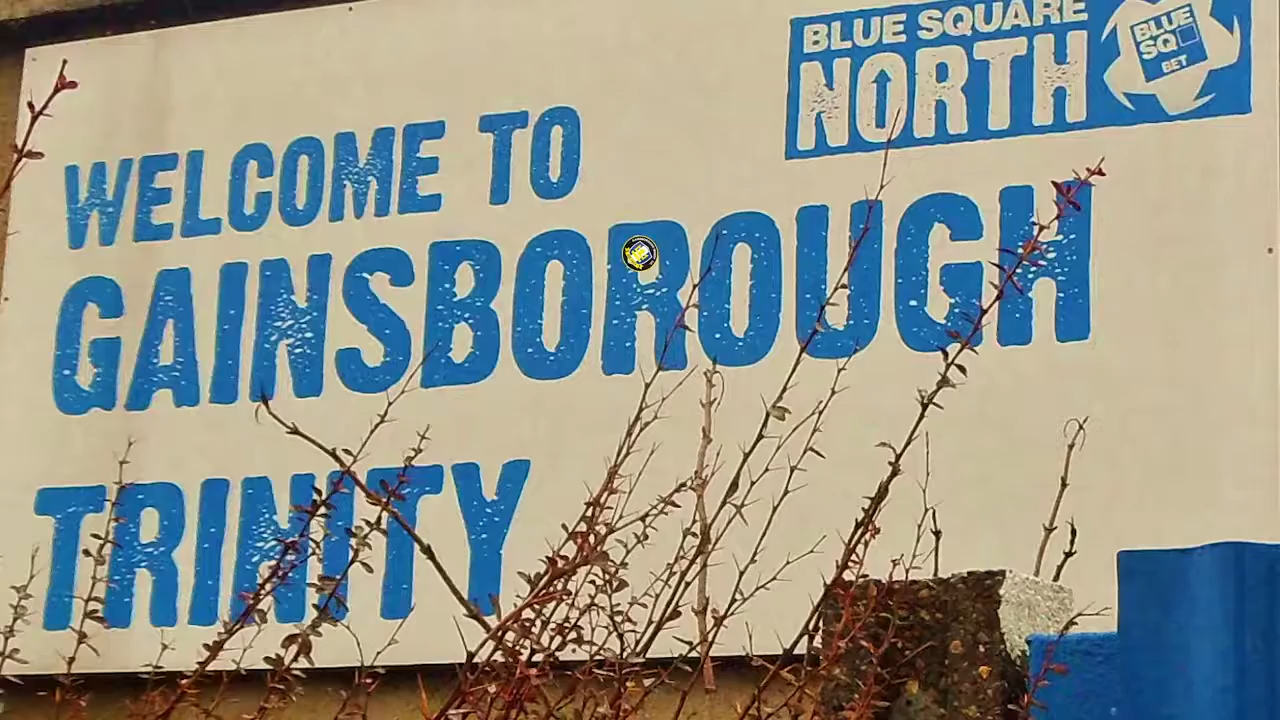 BLUE SQUARE
NORTH
BLUE
SQ
BET
WELCOME TO
GAINSBOROUGH
TRINITY